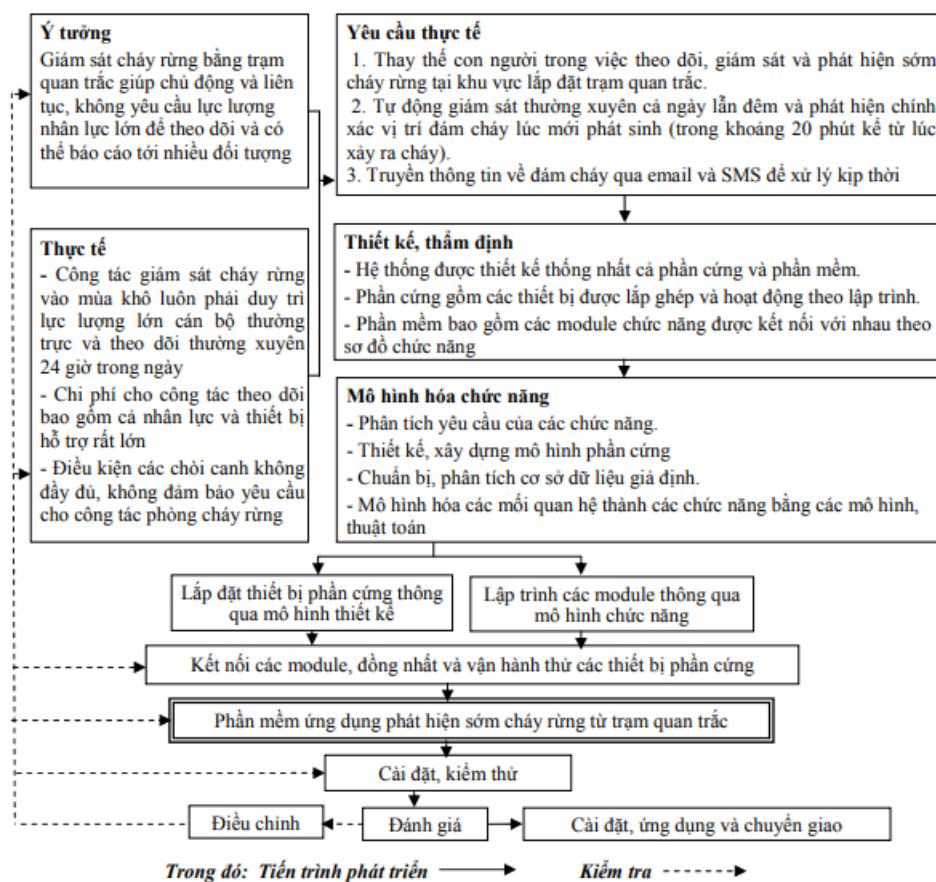 Ý tưởng
Giám sát cháy rừng bằng trạm
quan trắc giúp chủ động và liên
tục, không yêu cầu lực lượng
nhân lực lớn để theo dõi và có
thể báo cáo tới nhiều đối tượng
Thực tế
- Công tác giám sát cháy rừng
vào mùa khô luôn phải duy trì
lực lượng lớn cán bộ thường
trực và theo dõi thường xuyên
24 giờ trong ngày
- Chi phí cho công tác theo dõi
bao gồm cả nhân lực và thiết bị
hỗ trợ rất lớn
- Điều kiện các chòi canh không
đầy đủ, không đảm bảo yêu cầu
cho công tác phòng cháy rừng
Yêu cầu thực tế
1. Thay thế con người trong việc theo dõi, giám sát và phát hiện sớm
cháy rừng tại khu vực lắp đặt trạm quan trắc.
2. Tự động giám sát thường xuyên cả ngày lẫn đêm và phát hiện chính
xác vị trí đám cháy lúc mới phát sinh (trong khoảng 20 phút kể từ lúc
xảy ra cháy).
3. Truyền thông tin về đám cháy qua email và SMS để xử lý kịp thời
Thiết kế, thẩm định
- Hệ thống được thiết kế thống nhất cả phần cứng và phần mềm.
- Phần cứng gồm các thiết bị được lắp ghép và hoạt động theo lập trình.
- Phần mềm bao gồm các module chức năng được kết nối với nhau theo
sơ đồ chức năng
Mô hình hóa chức năng
- Phân tích yêu cầu của các chức năng.
- Thiết kế, xây dựng mô hình phần cứng
- Chuẩn bị, phân tích cơ sở dữ liệu giả định.
- Mô hình hóa các mối quan hệ thành các chức năng bằng các mô hình,
thuật toán
Lắp đặt thiết bị phần cứng thông
qua mô hình thiết kế
Lập trình các module thông qua
mô hình chức năng
Kết nối các module, đồng nhất và vận hành thử các thiết bị phần cứng
Phần mềm ứng dụng phát hiện sớm cháy rừng từ trạm quan trắc
Cài đặt, kiểm thử
Điều chỉnh
Đánh giá
Cài đặt, ứng dụng và chuyển giao
Trong đó: Tiến trình phát triển
Kiểm tra